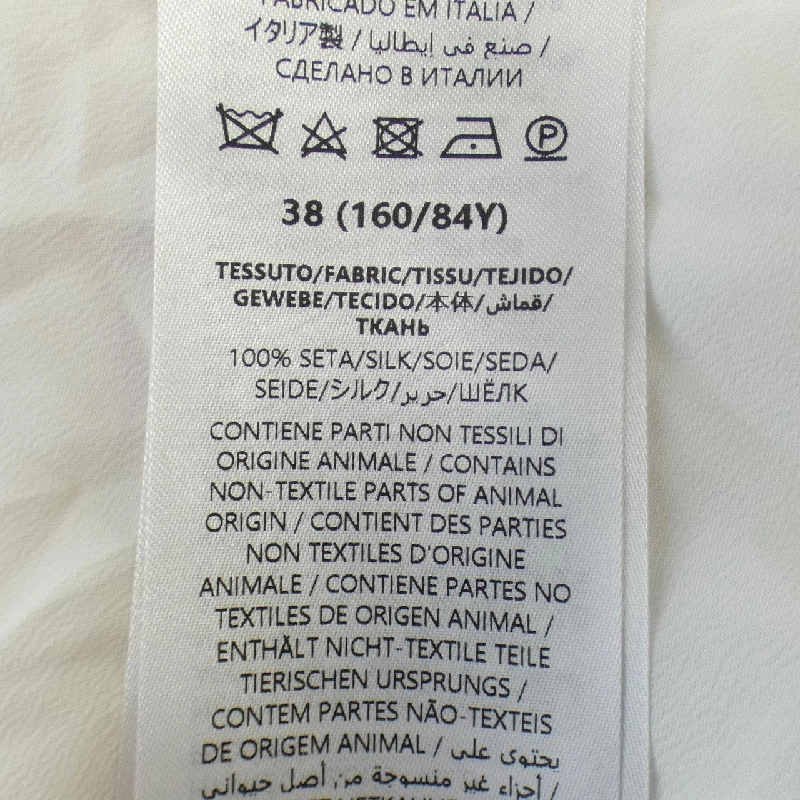 FABRICADO EM ITALIA /
イタリア製 / صنع في إيطاليا /
СДЕЛАНО В ИТАЛИИ
P
38 (160/84Y)
TESSUTO/FABRIC/TISSU/TEJIDO/
GEWEBE/TECIDO/本体/قماش/
ТКАНЬ
100% SETA/SILK/SOIE/SEDA/
SEIDE/シルク/حرير/ШЁЛК
CONTIENE PARTI NON TESSILI DI
ORIGINE ANIMALE / CONTAINS
NON-TEXTILE PARTS OF ANIMAL
ORIGIN / CONTIENT DES PARTIES
NON TEXTILES D'ORIGINE
ANIMALE / CONTIENE PARTES NO
TEXTILES DE ORIGEN ANIMAL /
ENTHÄLT NICHT-TEXTILE TEILE
TIERISCHEN URSPRUNGS /
CONTEM PARTES NÃO-TEXTEIS
DE ORIGEM ANIMAL / يحتوى على
أجزاء غير منسوجة من أصل حيواني /